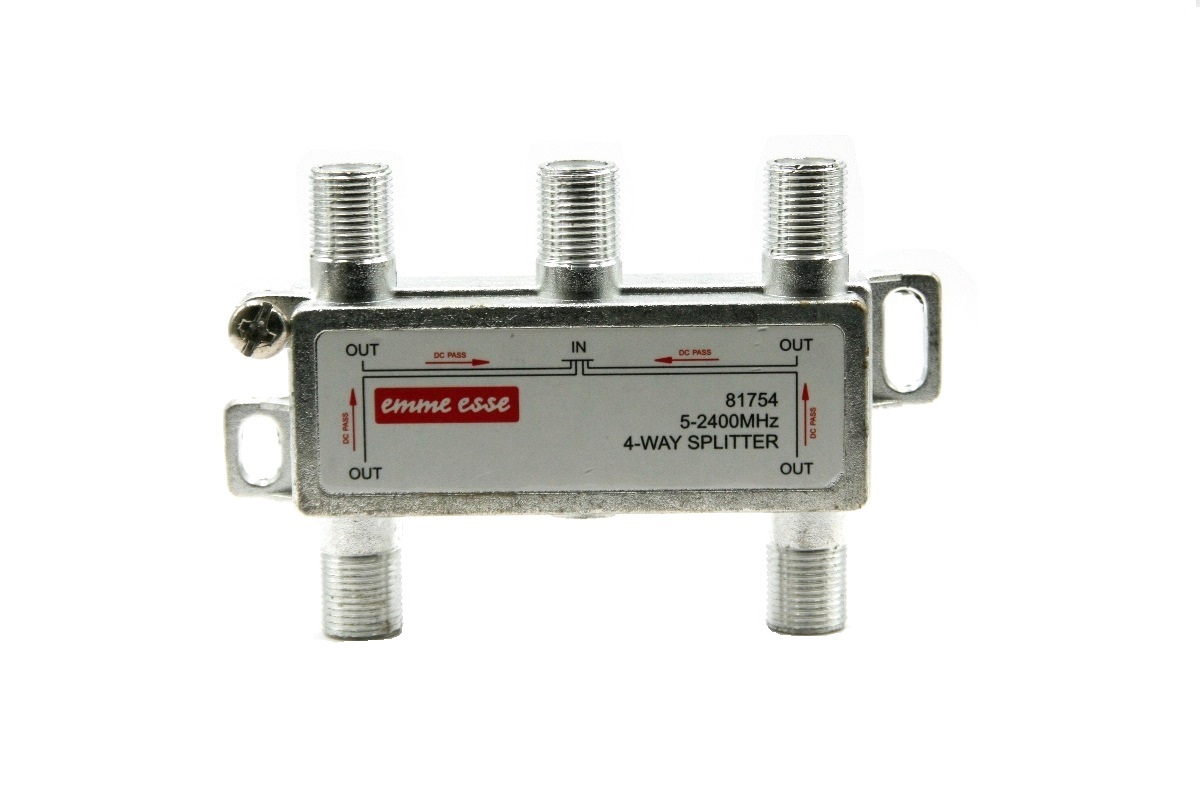 OUT
IN
OUT
DC PASS
DC PASS
emme esse
81754
5-2400MHz
4-WAY SPLITTER
DC PASS
DC PASS
OUT
OUT